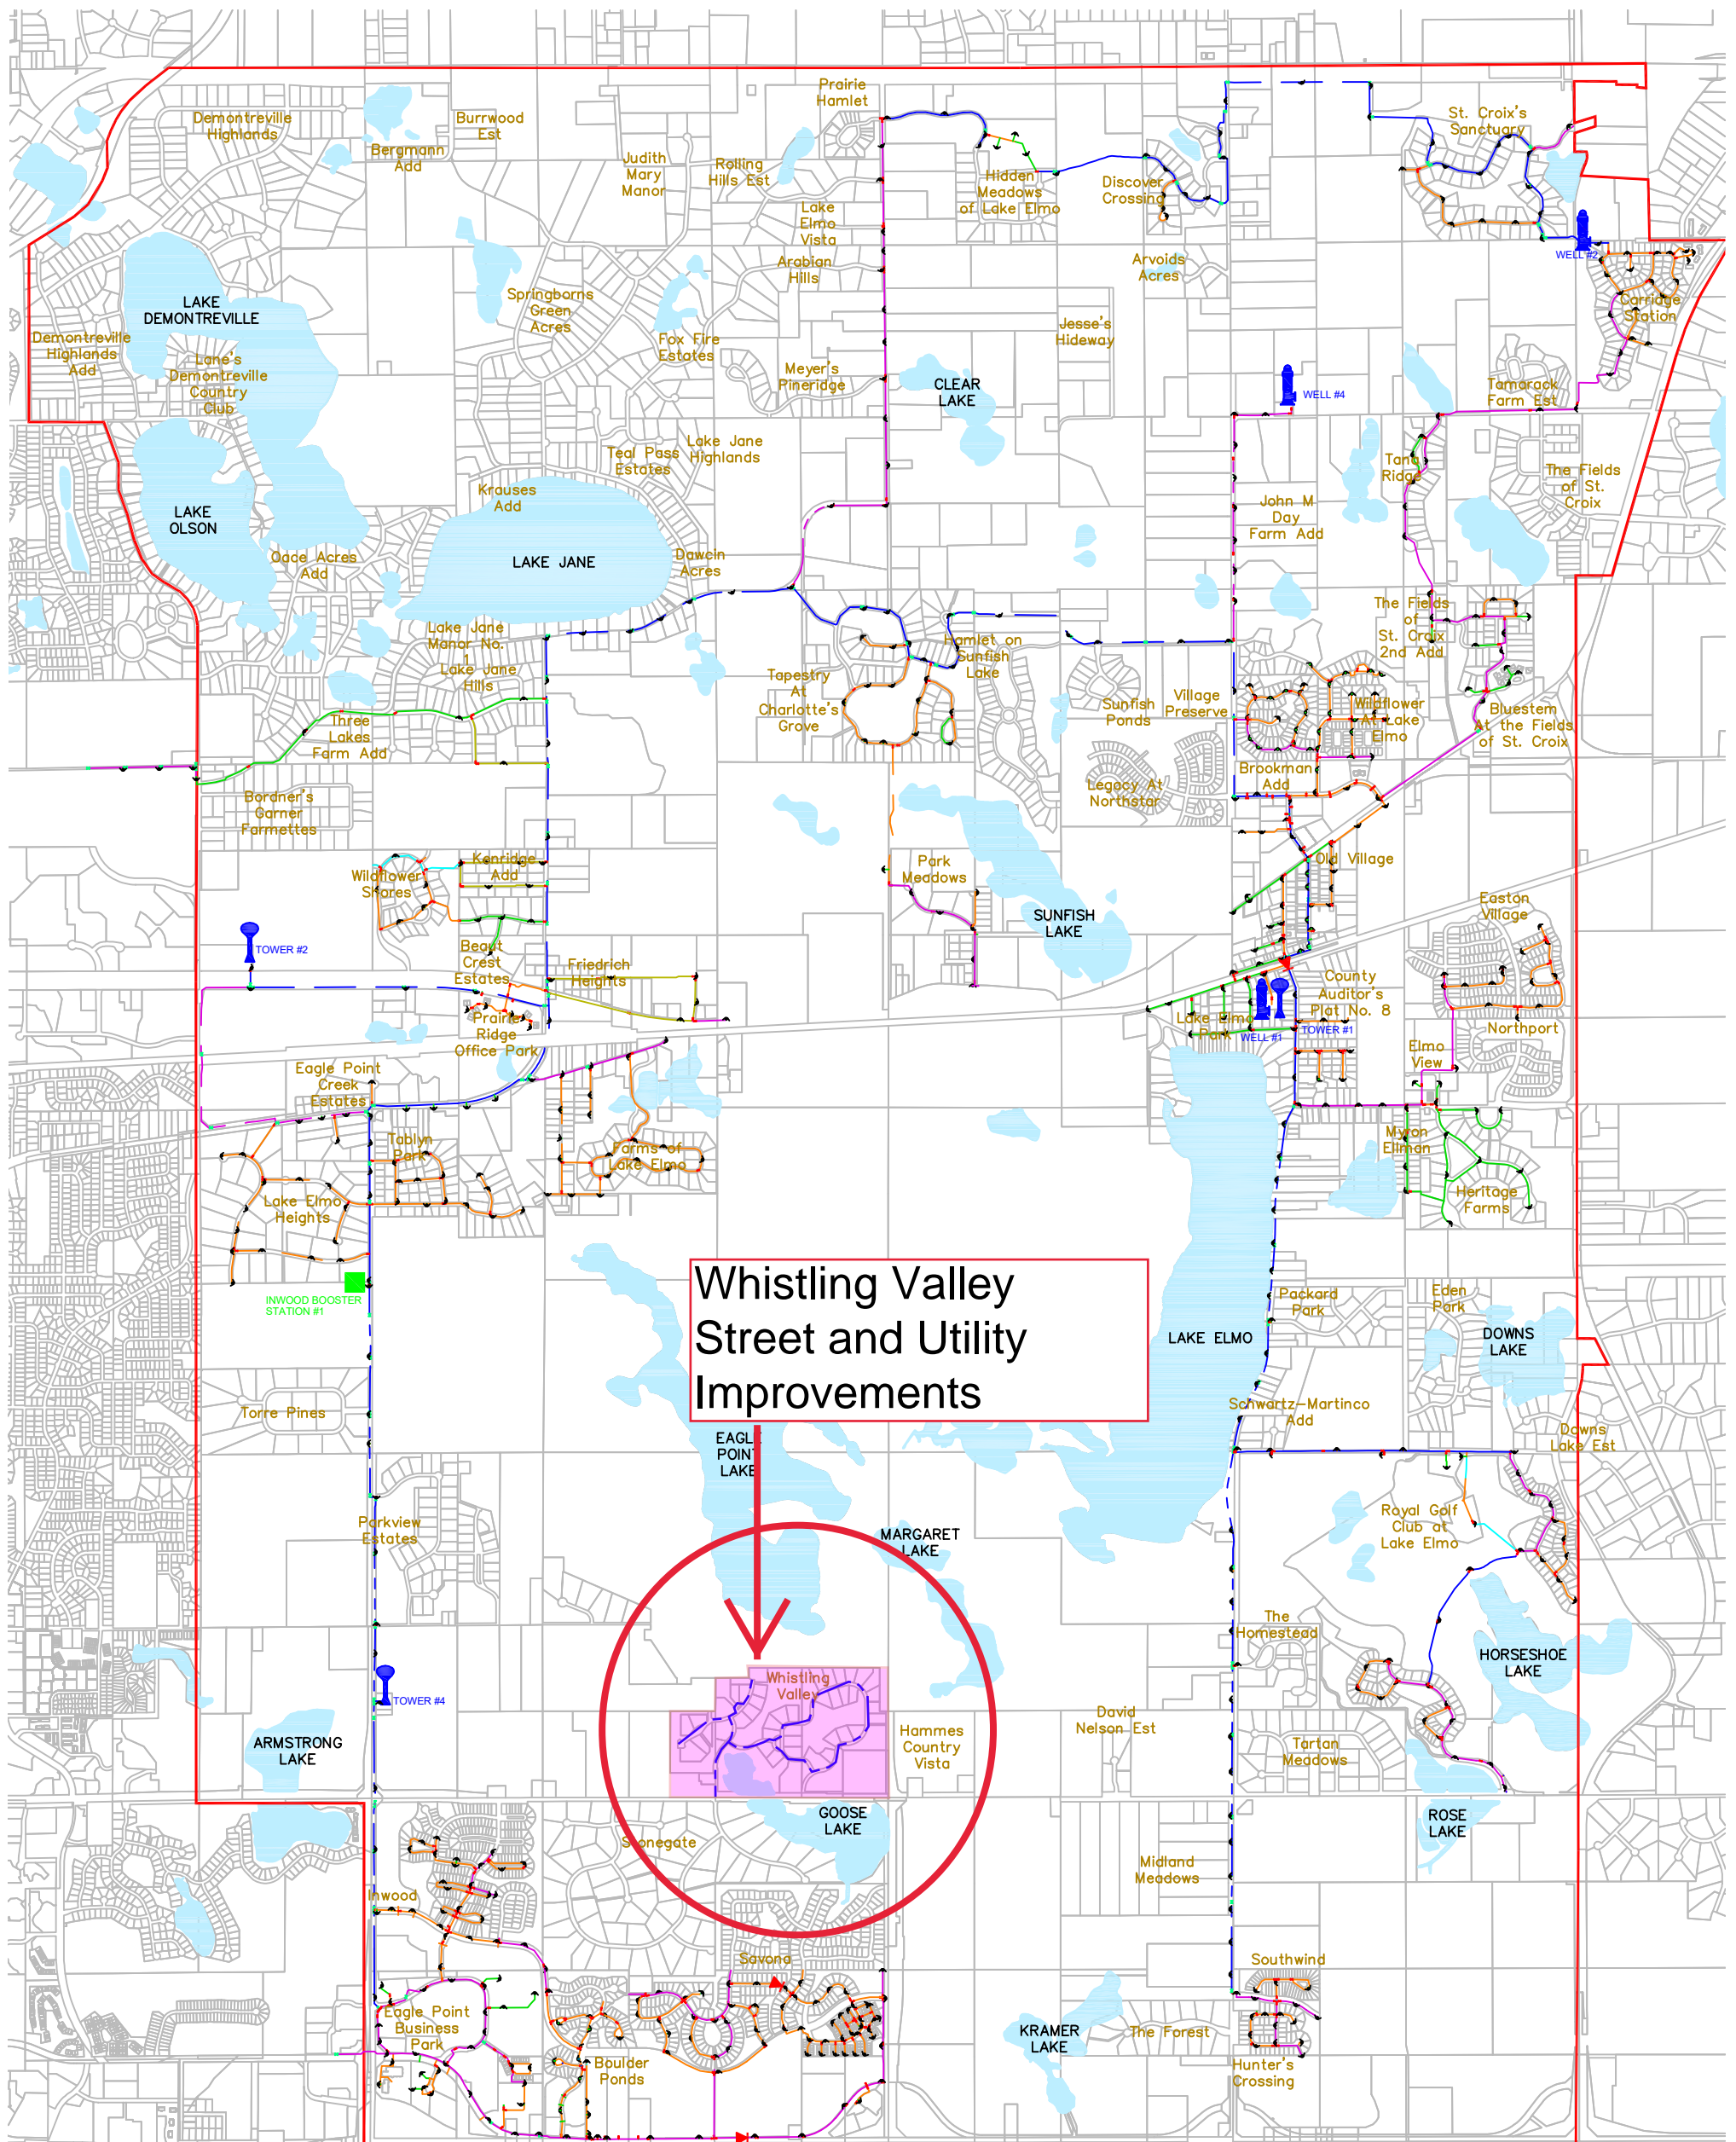 Prairie
Hamlet
Demontreville
Highlands
Burrwood
Est
Bergmann
Add
Judith
Mary
Manor
Rolling
Hills Est
Hidden
Meadows
of Lake Elmo
Discover
Crossing
St. Croix's
Sanctuary
Lake
Elmo
Vista
Arabian
Hills
Arvoids
Acres
WELL #2
Carriage
Station
LAKE
DEMONTREVILLE
Springborns
Green
Acres
Fox Fire
Estates
Jesse's
Hideway
Demontreville
Highlands
Add
Lane's
Demontreville
Country
Club
Meyer's
Pineridge
CLEAR
LAKE
WELL #4
Tamarack
Farm Est
Teal Pass
Estates
Lake Jane
Highlands
Tana
Ridge
The Fields
of St.
Croix
Krauses
Add
LAKE
OLSON
John M
Day
Farm Add
Oace Acres
Add
LAKE JANE
Dawcin
Acres
Lake Jane
Manor No.
1
Lake Jane
Hills
Hamlet on
Sunfish
Lake
The Fields
of
St. Croix
2nd Add
Tapestry
At
Charlotte's
Grove
Sunfish
Ponds
Village
Preserve
Wildflower
At Lake
Elmo
Bluestem
At the Fields
of St. Croix
Three
Lakes
Farm Add
Bordner's
Garner
Farmettes
Legacy At
Northstar
Brookman
Add
Wildflower
Shores
Kenridge
Add
Park
Meadows
Old Village
SUNFISH
LAKE
Easton
Village
TOWER #2
Beaut
Crest
Estates
Friedrich
Heights
County
Auditor's
Plat No. 8
Prairie
Ridge
Office Park
Lake Elmo
Park
WELL #1
TOWER #1
Northport
Elmo
View
Eagle Point
Creek
Estates
Tablyn
Park
Farms of
Lake Elmo
Myron
Ellman
Lake Elmo
Heights
Heritage
Farms
INWOOD BOOSTER
STATION #1
Whistling Valley
Street and Utility
Improvements
Packard
Park
Eden
Park
LAKE ELMO
DOWNS
LAKE
Torre Pines
Schwartz-Martinco
Add
Downs
Lake Est
EAGLE
POINT
LAKE
Parkview
Estates
MARGARET
LAKE
Royal Golf
Club at
Lake Elmo
The
Homestead
HORSESHOE
LAKE
Whistling
Valley
TOWER #4
ARMSTRONG
LAKE
Hammes
Country
Vista
David
Nelson Est
Tartan
Meadows
GOOSE
LAKE
ROSE
LAKE
Stonegate
Midland
Meadows
Inwood
Savona
Southwind
Eagle Point
Business
Park
KRAMER
LAKE
The Forest
Boulder
Ponds
Hunter's
Crossing